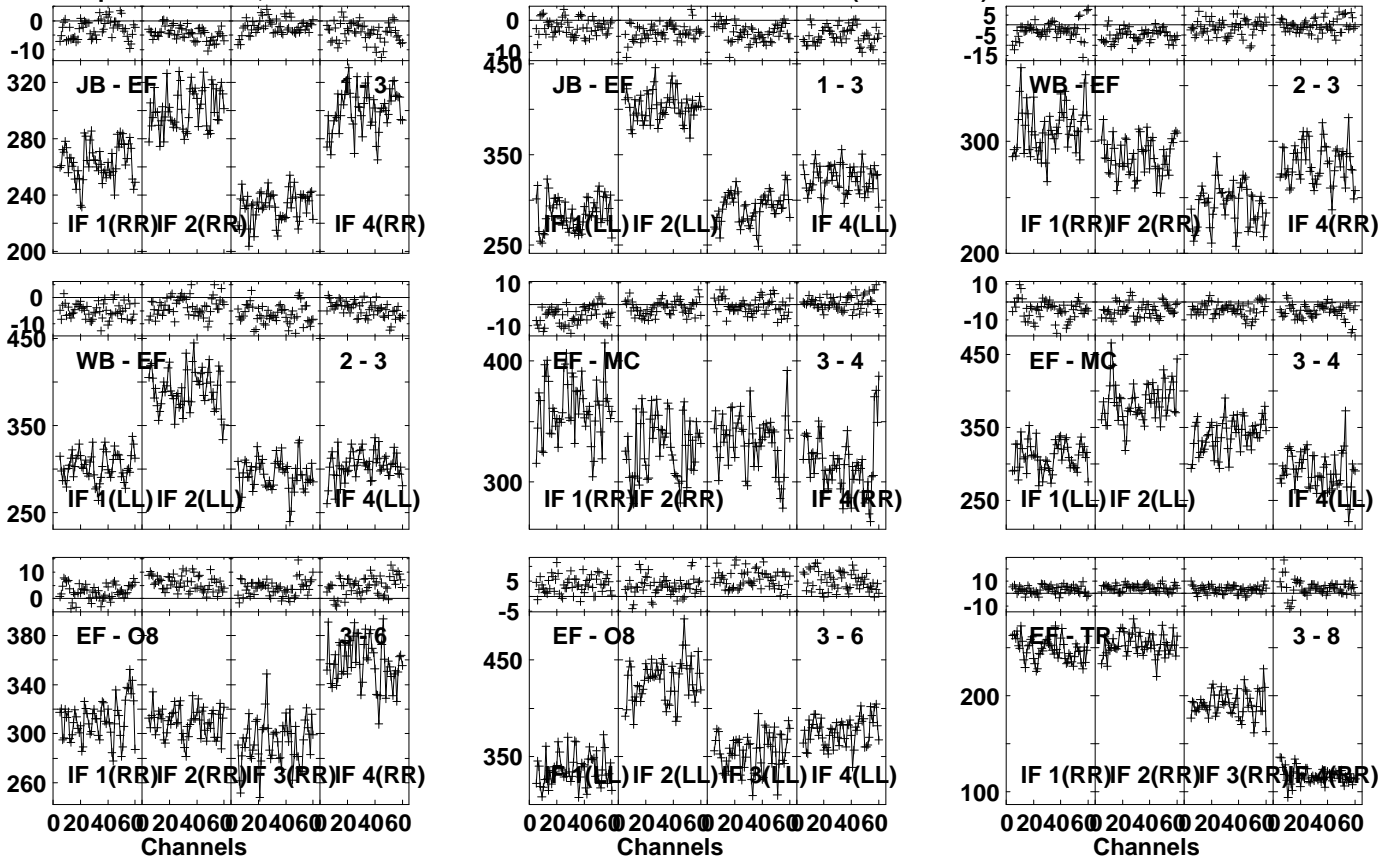 0
-10
320
280
240
200
JB - EF
1 - 3
IF 1(RR)
IF 2(RR)
IF 4(RR)
0
-10
450
350
250
JB - EF
1 - 3
IF 1(LL)
IF 2(LL)
IF 4(LL)
5
-5
-15
300
200
WB - EF
2 - 3
IF 1(RR)
IF 2(RR)
IF 4(RR)
0
-10
450
350
250
WB - EF
2 - 3
IF 1(LL)
IF 2(LL)
IF 4(LL)
10
-10
400
300
EF - MC
3 - 4
IF 1(RR)
IF 2(RR)
IF 4(RR)
10
-10
450
350
250
EF - MC
3 - 4
IF 1(LL)
IF 2(LL)
IF 4(LL)
10
0
380
340
300
260
EF - O8
3 - 6
IF 1(RR)
IF 2(RR)
IF 3(RR)
IF 4(RR)
0 20 40 60 0 20 40 60 0 20 40 60 0 20 40 60
Channels
5
-5
450
350
EF - O8
3 - 6
IF 1(LL)
IF 2(LL)
IF 3(LL)
IF 4(LL)
0 20 40 60 0 20 40 60 0 20 40 60 0 20 40 60
Channels
10
-10
200
100
EF - TR
3 - 8
IF 1(RR)
IF 2(RR)
IF 3(RR)
IF 4(RR)
0 20 40 60 0 20 40 60 0 20 40 60 0 20 40 60
Channels